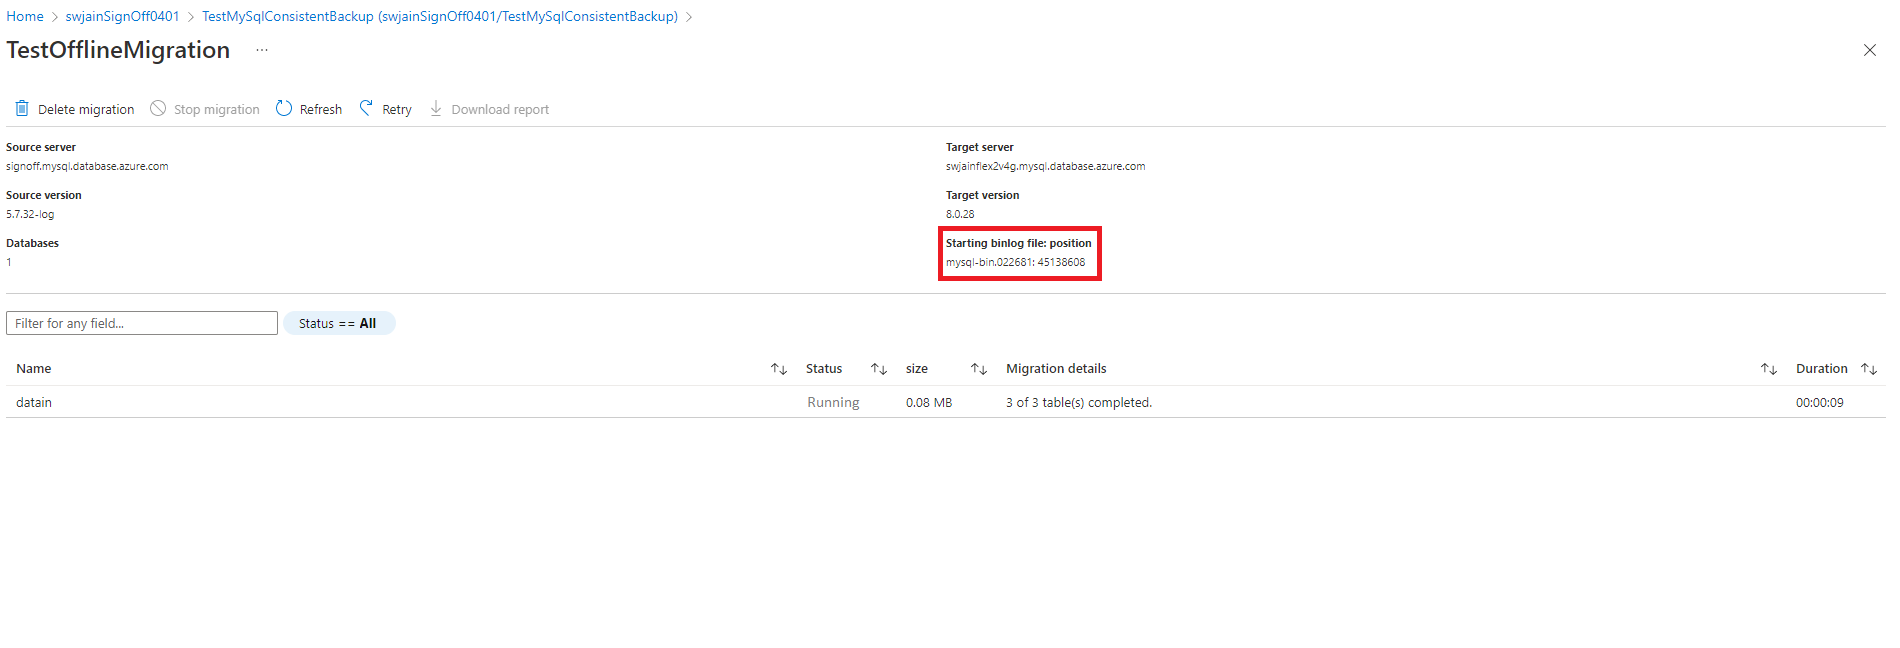 Home > swjainSignOff0401 > TestMySqlConsistentBackup (swjainSignOff0401/TestMySqlConsistentBackup) >
TestOfflineMigration ...
Delete migration Stop migration Refresh Retry Download report
Source server
signoff.mysql.database.azure.com
Source version
5.7.32-log
Databases
1
Target server
swjainflex2v4g.mysql.database.azure.com
Target version
8.0.28
Starting binlog file: position
mysql-bin.022681: 45138608
Filter for any field... Status == All
Name Status size Migration details Duration
datain Running 0.08 MB 3 of 3 table(s) completed. 00:00:09